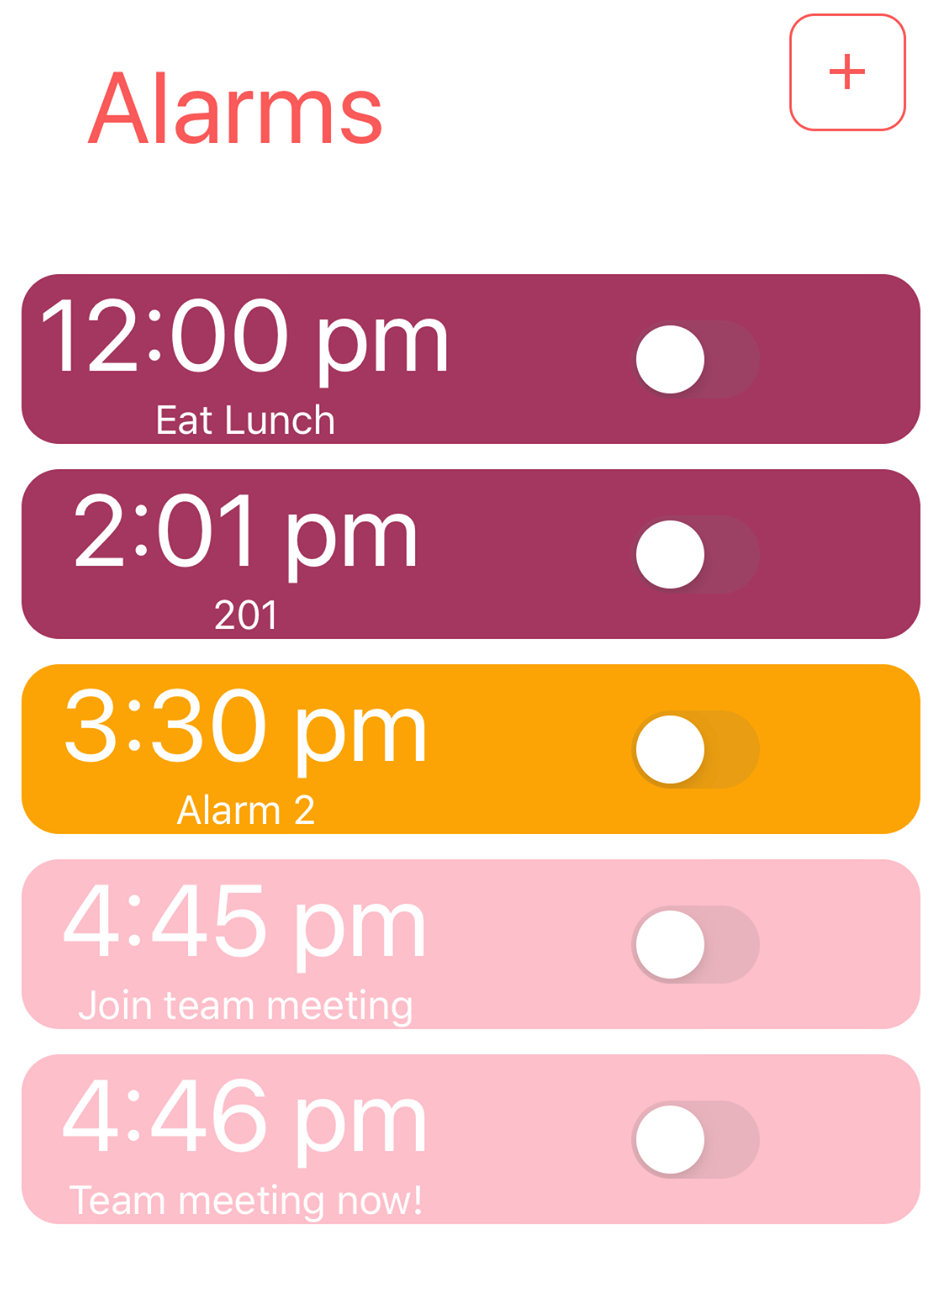 Alarms
+
12:00 pm
Eat Lunch
2:01 pm
201
3:30 pm
Alarm 2
4:45 pm
Join team meeting
4:46 pm
Team meeting now!